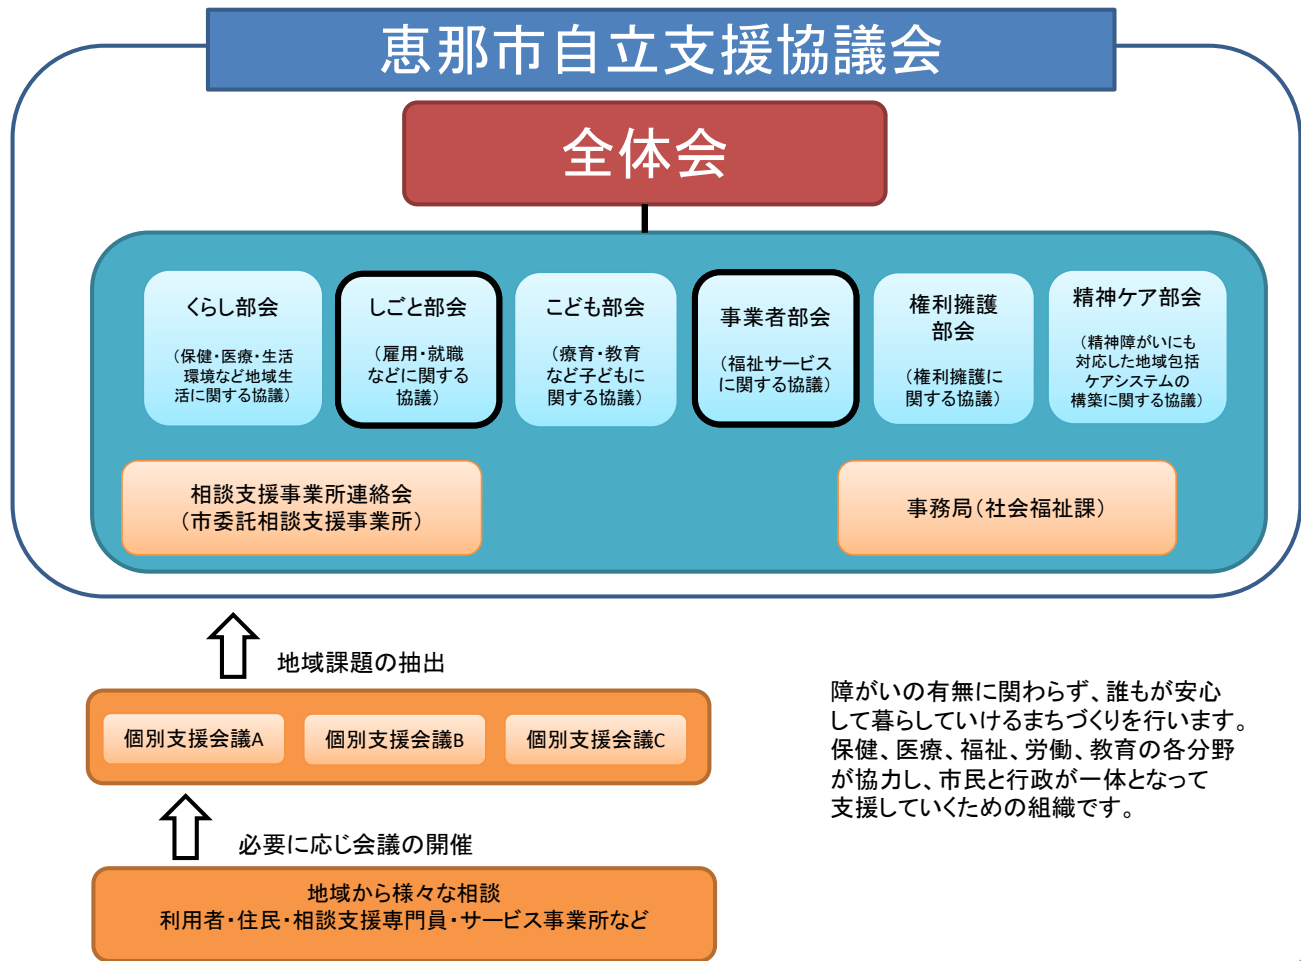 恵那市自立支援協議会
全体会
くらし部会
（保健・医療・生活
環境など地域生
活に関する協議）
しごと部会
（雇用・就職
などに関する
協議）
こども部会
（療育・教育
など子どもに
関する協議）
事業者部会
（福祉サービス
に関する協議）
権利擁護
部会
（権利擁護に
関する協議）
精神ケア部会
（精神障がいにも
対応した地域包括
ケアシステムの
構築に関する協議）
相談支援事業所連絡会
（市委託相談支援事業所）
事務局（社会福祉課）
地域課題の抽出
個別支援会議A
個別支援会議B
個別支援会議C
必要に応じ会議の開催
地域から様々な相談
利用者・住民・相談支援専門員・サービス事業所など
障がいの有無に関わらず、誰もが安心
して暮らしていけるまちづくりを行います。
保健、医療、福祉、労働、教育の各分野
が協力し、市民と行政が一体となって
支援していくための組織です。